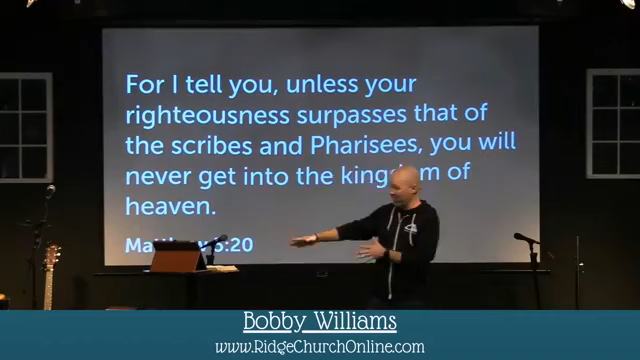 For I tell you, unless your
righteousness surpasses that of
the scribes and Pharisees, you will
never get into the kingdom of
heaven.
5:20
Bobby Williams
www.RidgeChurchOnline.com